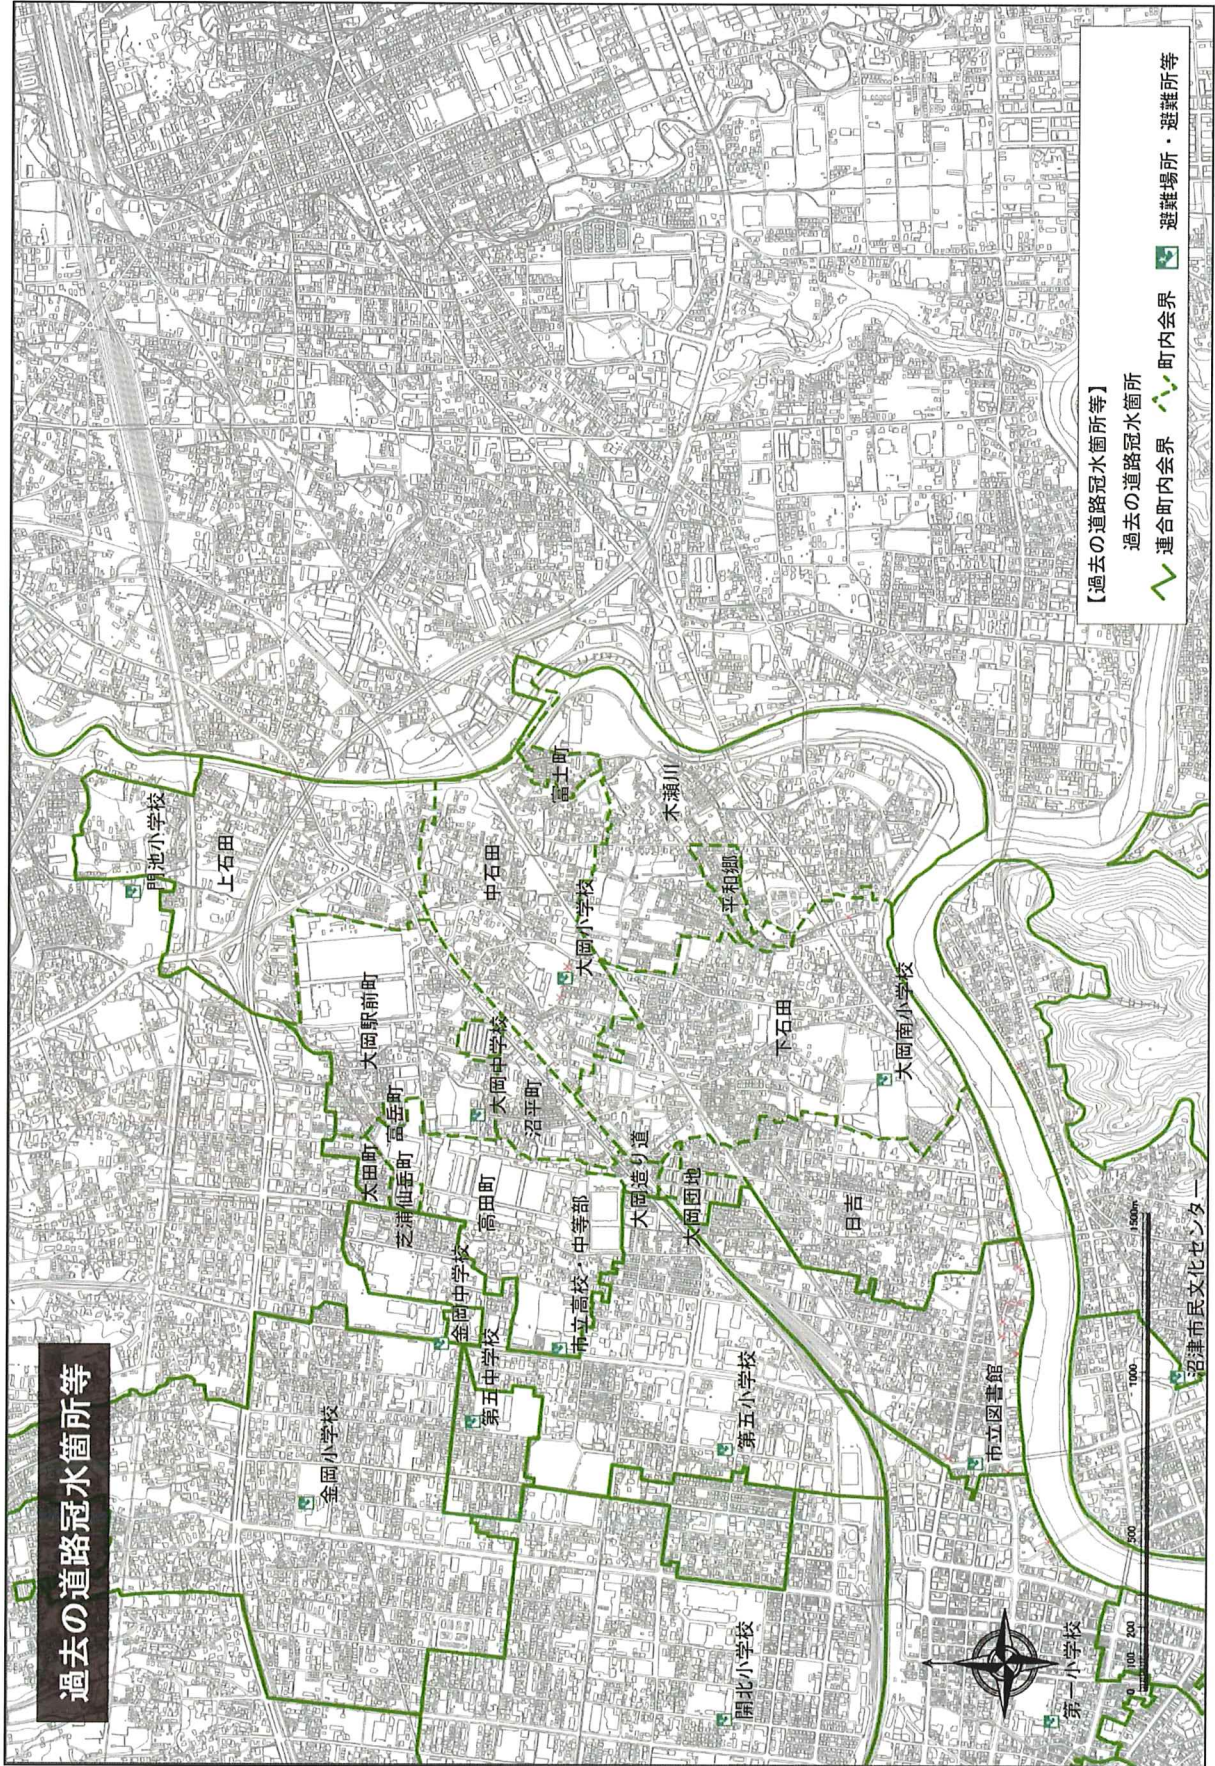 過去の道路冠水箇所等
門池小学校
上石田
大岡駅前町
中石田
富士町
木瀬川
平和郷
大岡小学校
大岡中学校
沼平町
富岳町
太田町
芝浦仙岳町
高田町
金岡中学校
第五中学校
市立高校・中等部
大岡造り道
大岡団地
下石田
大岡南小学校
日吉
金岡小学校
第五小学校
市立図書館
開北小学校
第一小学校
沼津市民文化センター
0 100 200 500 1000 1500m
【過去の道路冠水箇所等】
過去の道路冠水箇所
連合町内会界 町内会界 避難場所・避難所等